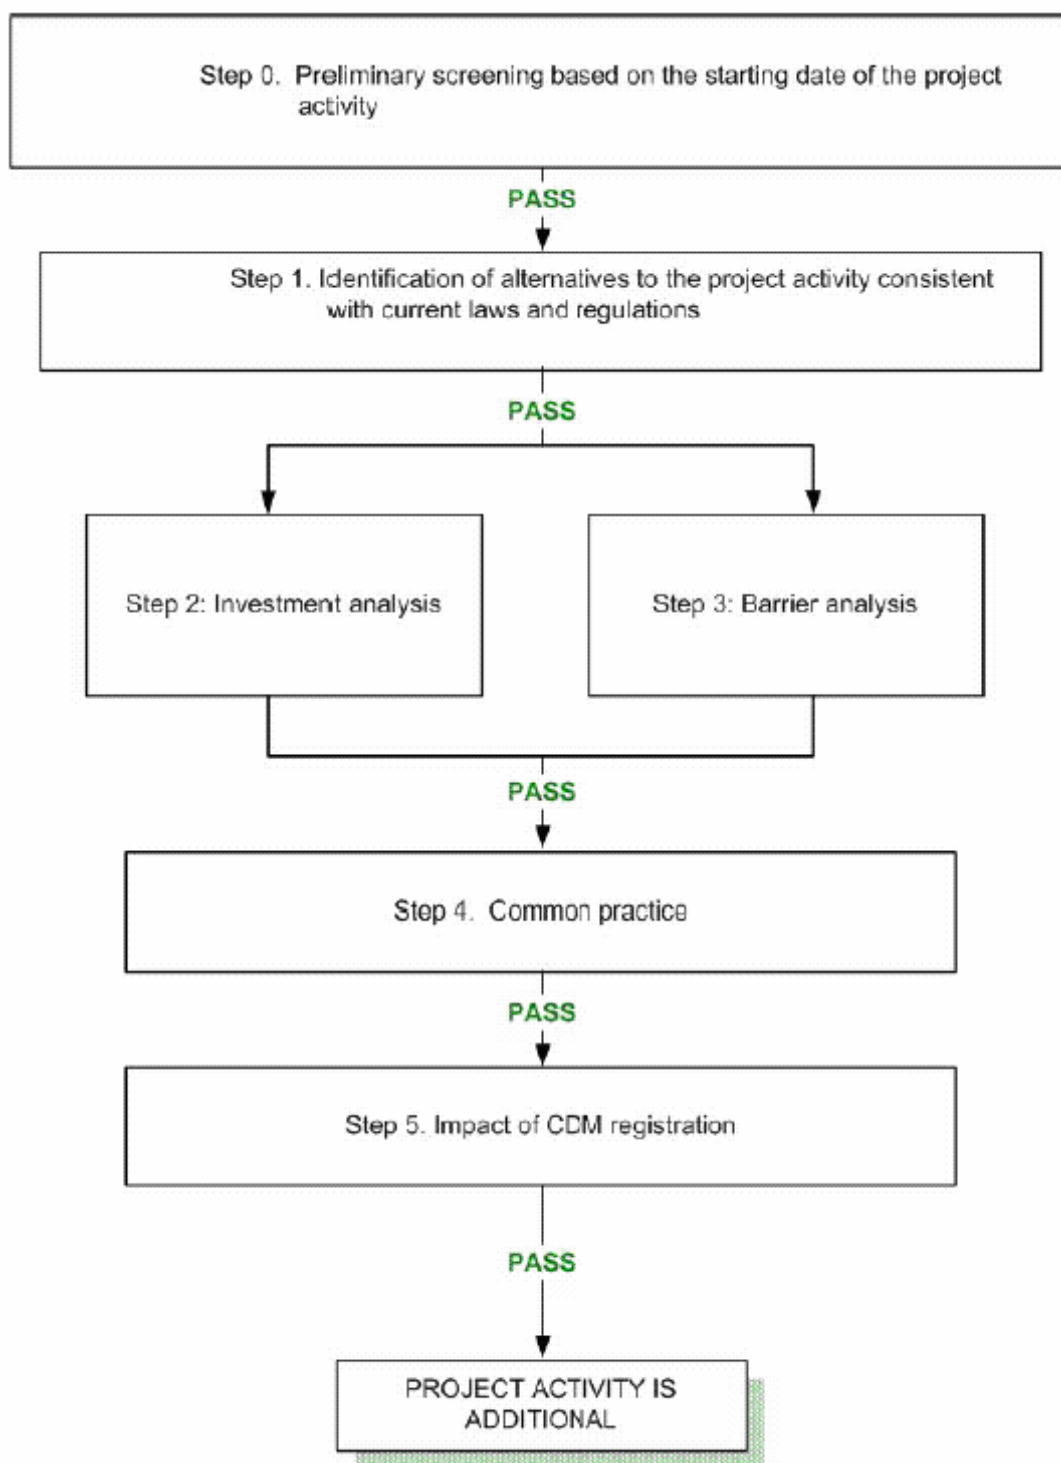 Step 0. Preliminary screening based on the starting date of the project
activity
PASS
Step 1. Identification of alternatives to the project activity consistent
with current laws and regulations
PASS
Step 2: Investment analysis
Step 3: Barrier analysis
PASS
Step 4. Common practice
PASS
Step 5. Impact of CDM registration
PASS
PROJECT ACTIVITY IS
ADDITIONAL